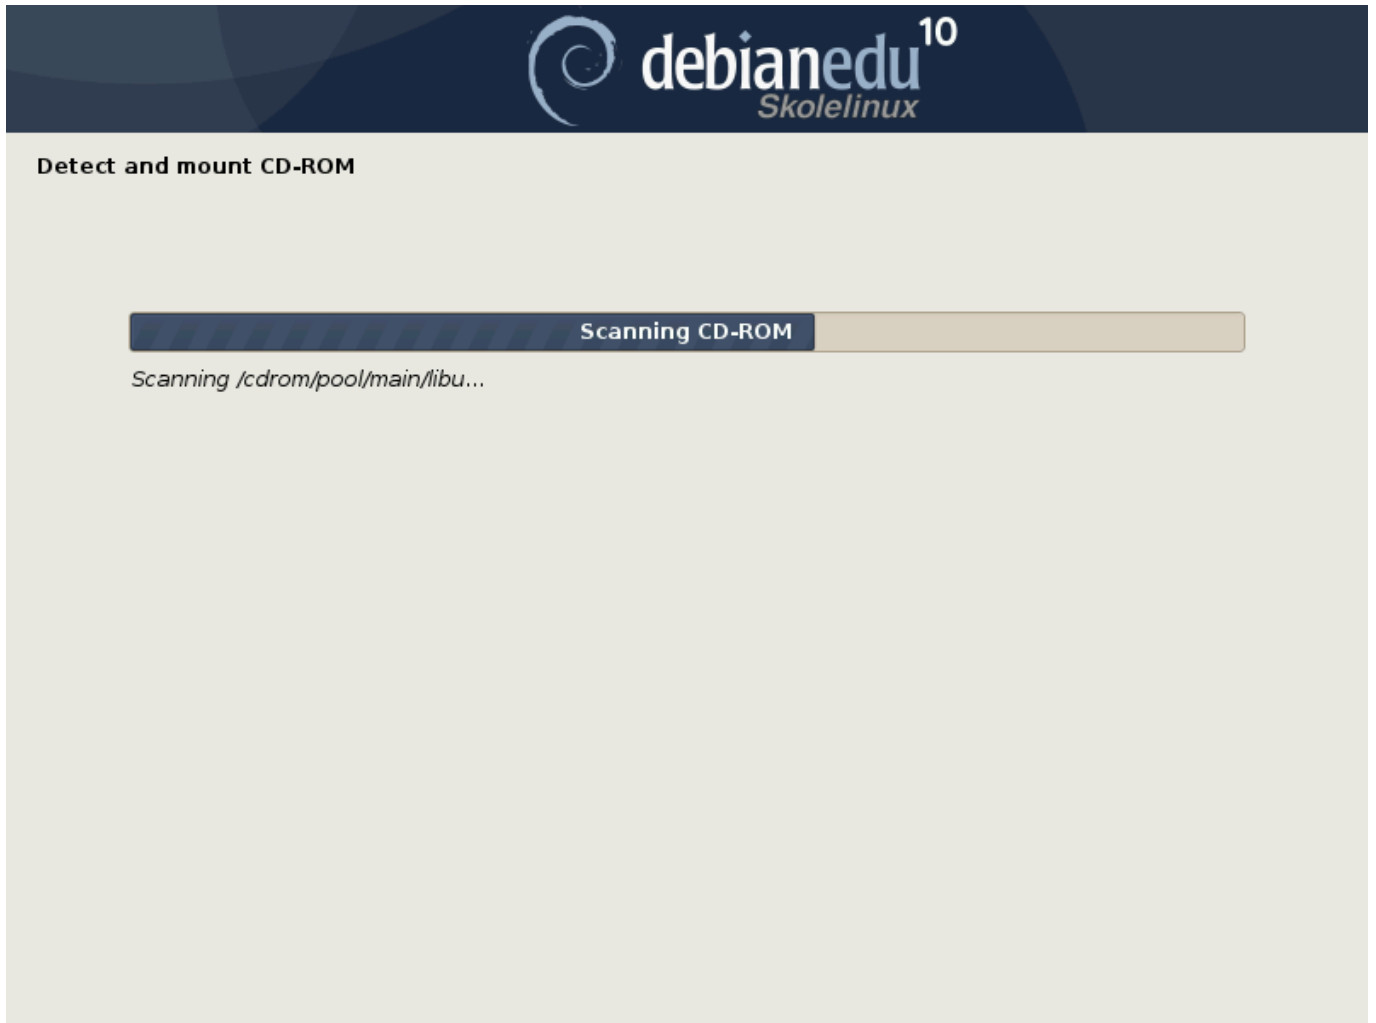 debianedu 10
Skolelinux
Detect and mount CD-ROM
Scanning CD-ROM
Scanning /cdrom/pool/main/libu...